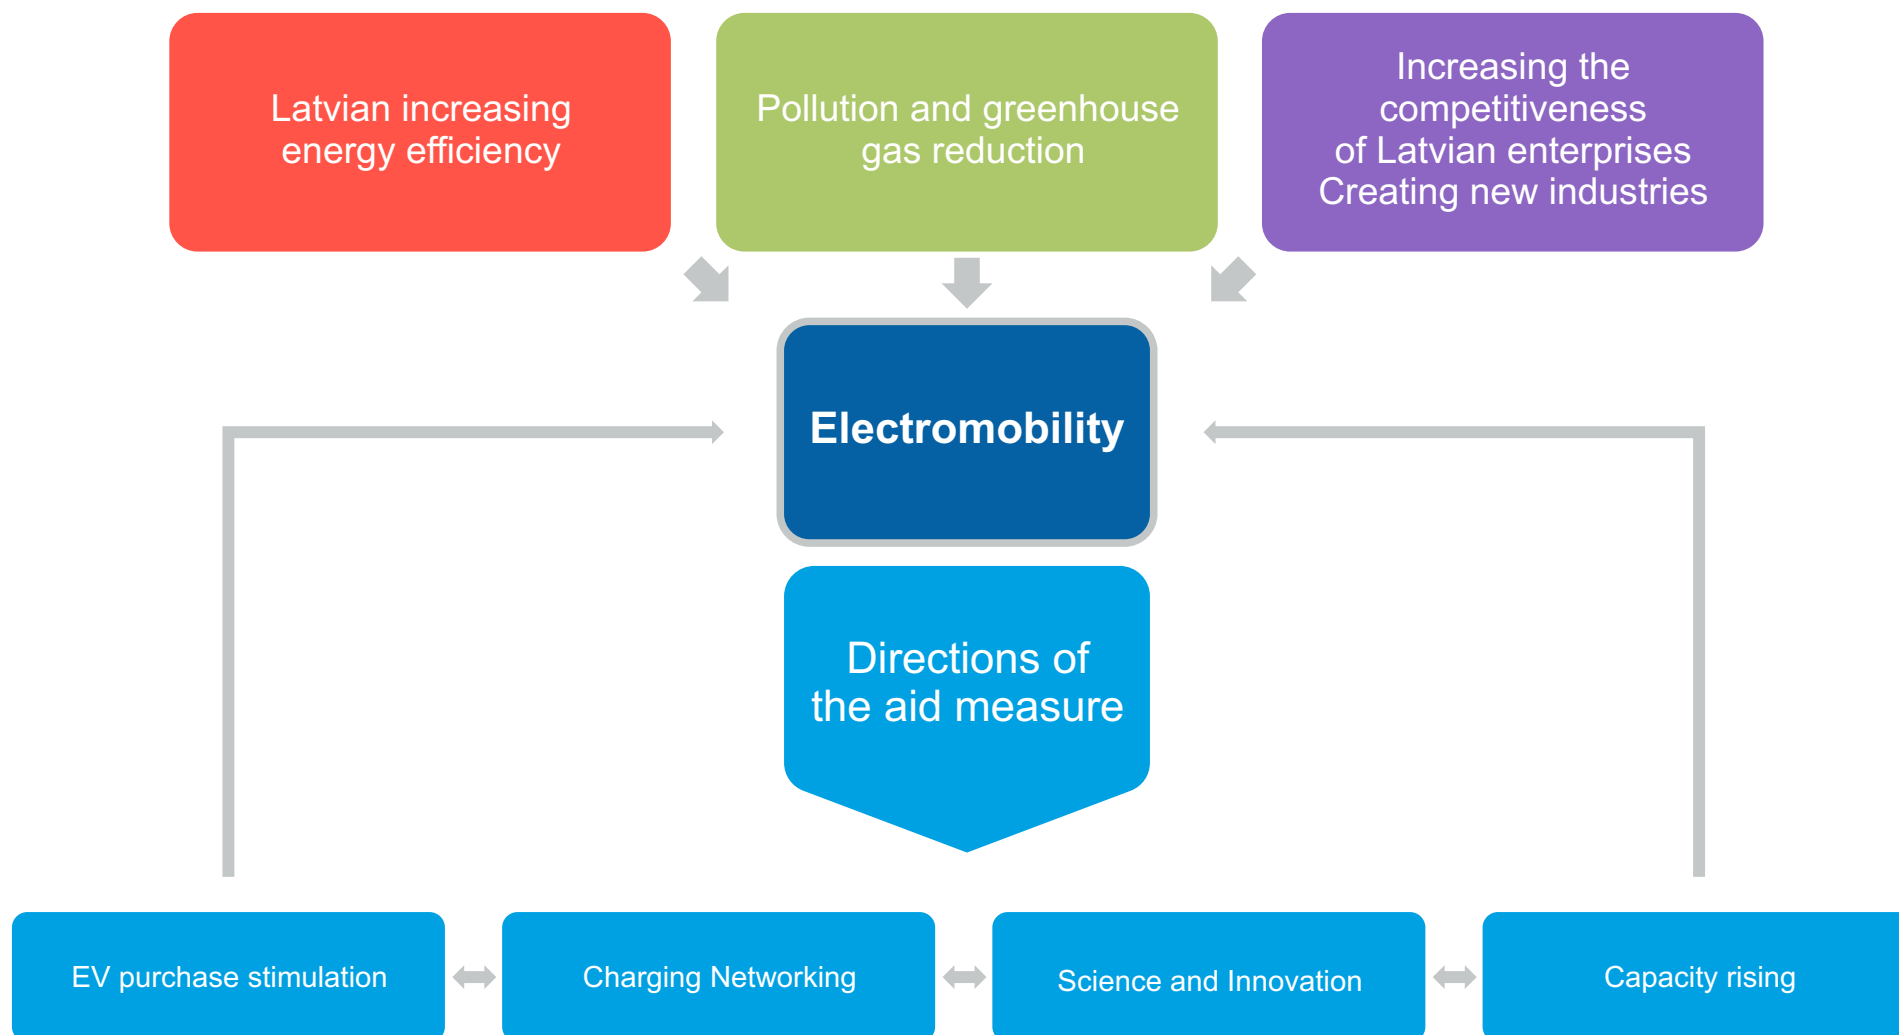 Latvian increasing
energy efficiency
Pollution and greenhouse
gas reduction
Increasing the
competitiveness
of Latvian enterprises
Creating new industries
Electromobility
Directions of
the aid measure
EV purchase stimulation
Charging Networking
Science and Innovation
Capacity rising